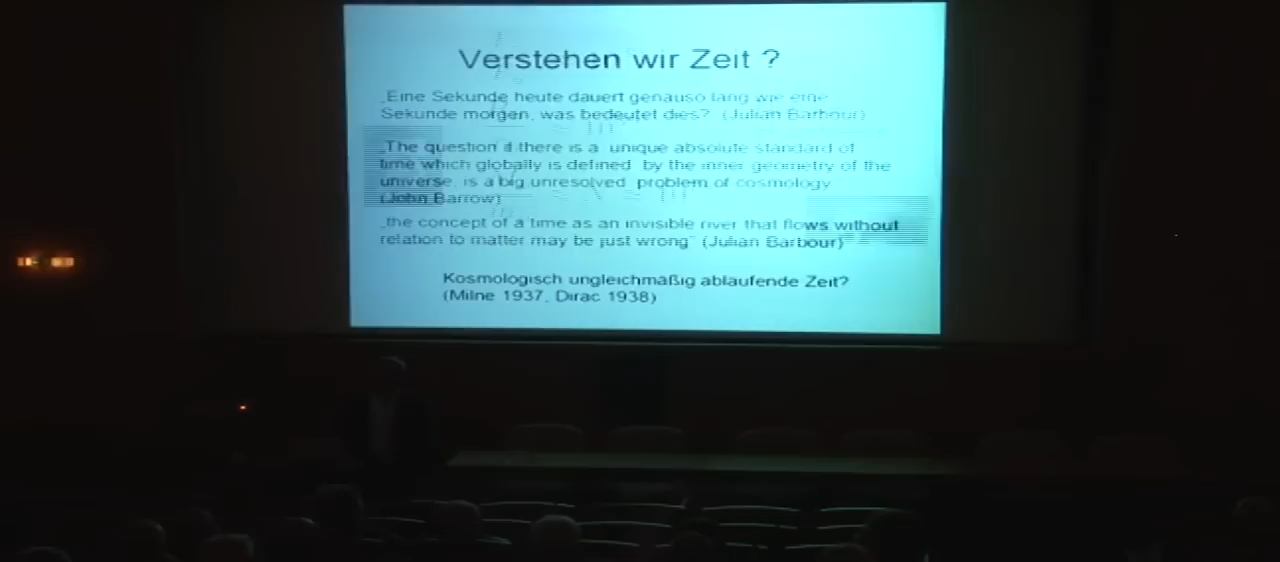 Verstehen wir Zeit ?
„Eine Sekunde heute dauert genauso lang wie eine
Sekunde morgen, was bedeutet dies? (Julian Barbour)
„The question if there is a unique absolute standard of
time which globally is defined by the inner geometry of the
universe, is a big unresolved problem of cosmology
(John Barrow)
„the concept of a time as an invisible river that flows without
relation to matter may be just wrong“ (Julian Barbour)
Kosmologisch ungleichmäßig ablaufende Zeit?
(Milne 1937, Dirac 1938)